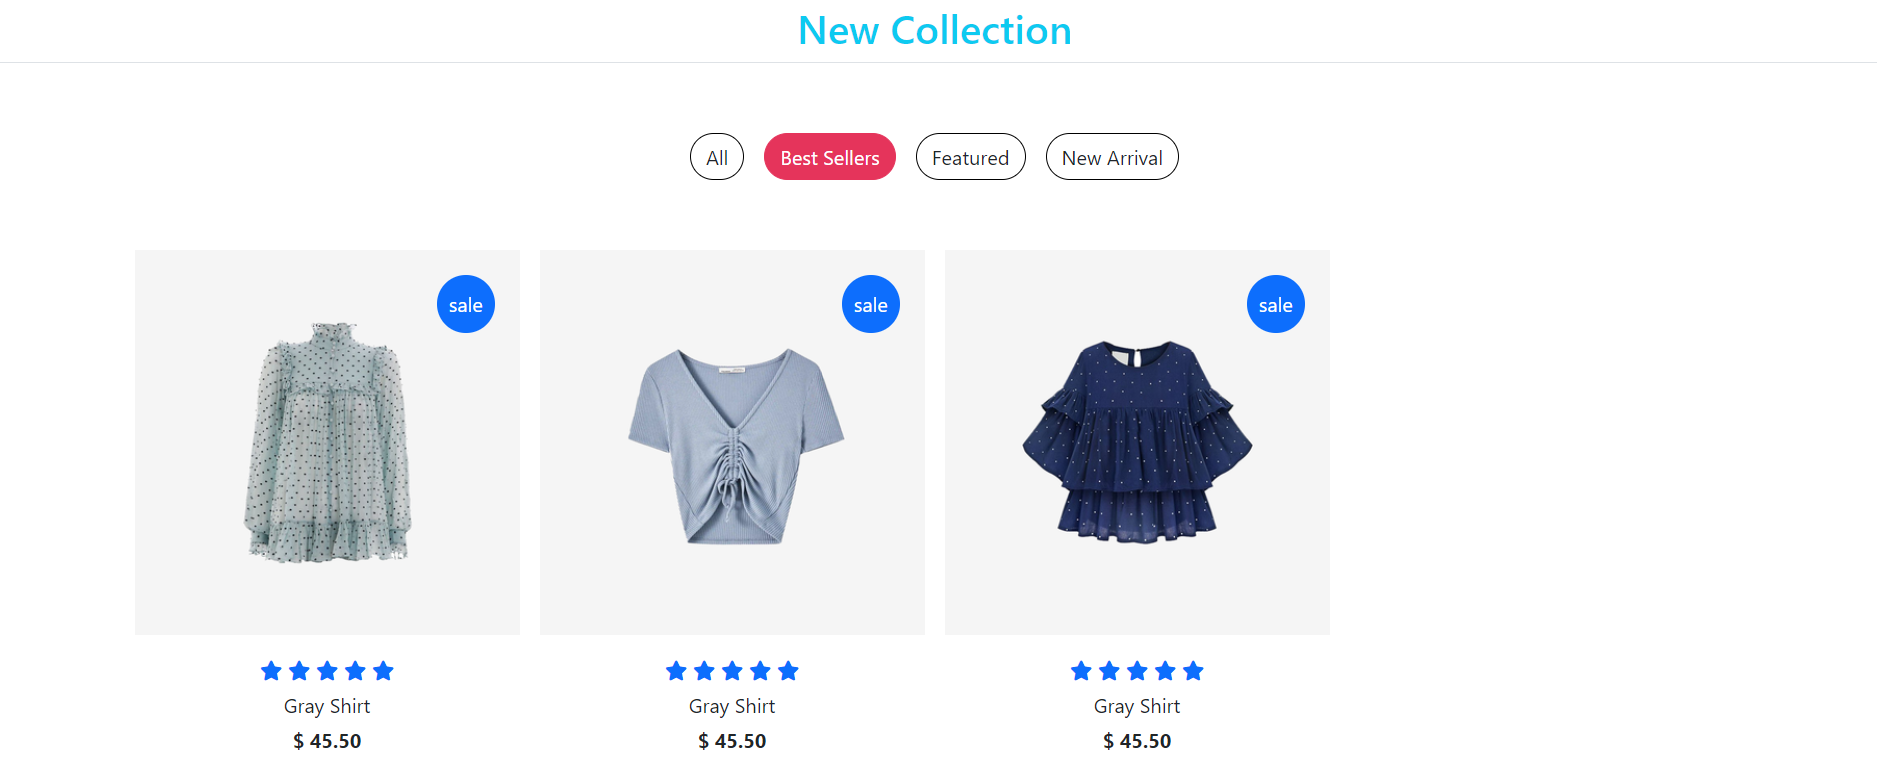 New Collection
All Best Sellers Featured New Arrival
sale sale sale
Gray Shirt Gray Shirt Gray Shirt
$ 45.50 $ 45.50 $ 45.50